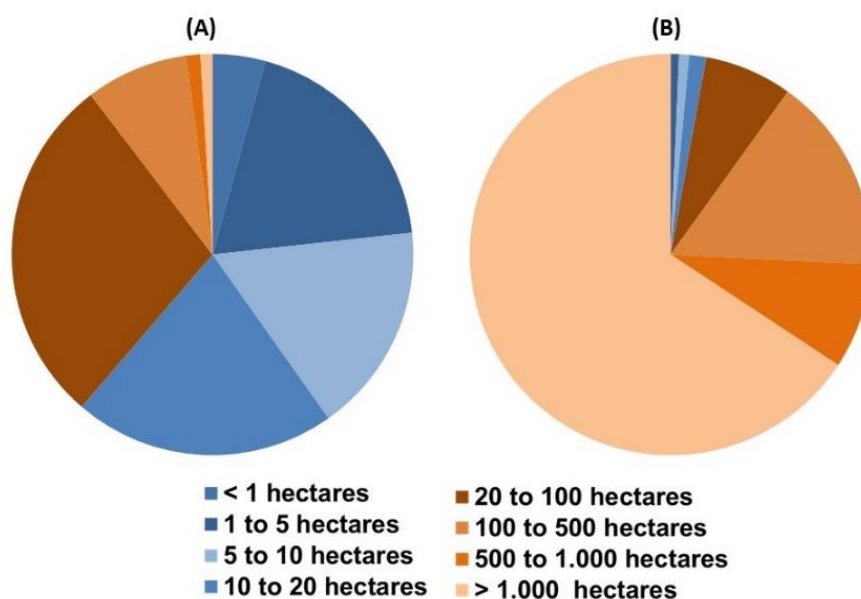 (A)
(B)
< 1 hectares
1 to 5 hectares
5 to 10 hectares
10 to 20 hectares
20 to 100 hectares
100 to 500 hectares
500 to 1.000 hectares
> 1.000 hectares